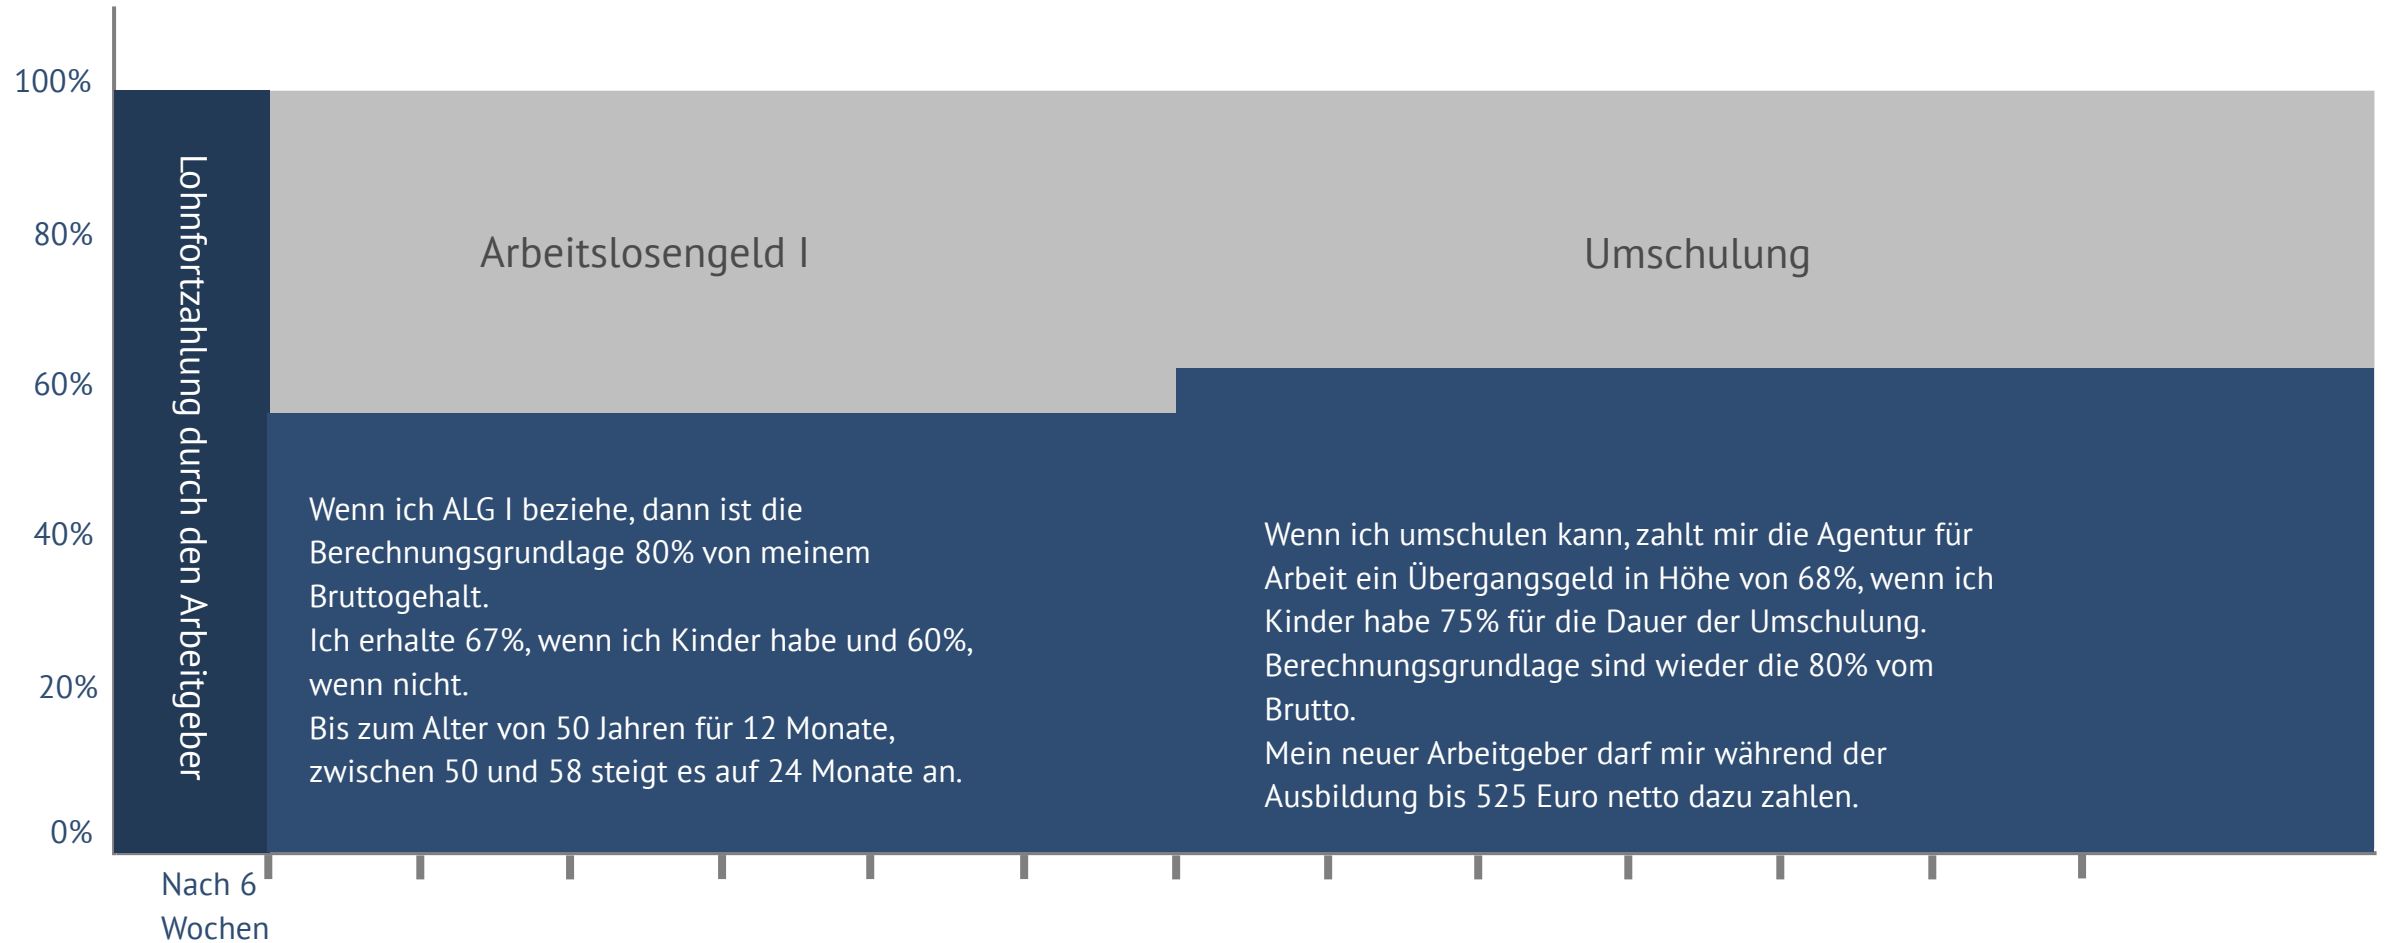 100%
80%
60%
40%
20%
0%
Lohnfortzahlung durch den Arbeitgeber
Arbeitslosengeld I
Wenn ich ALG I beziehe, dann ist die
Berechnungsgrundlage 80% von meinem
Bruttogehalt.
Ich erhalte 67%, wenn ich Kinder habe und 60%,
wenn nicht.
Bis zum Alter von 50 Jahren für 12 Monate,
zwischen 50 und 58 steigt es auf 24 Monate an.
Umschulung
Wenn ich umschulen kann, zahlt mir die Agentur für
Arbeit ein Übergangsgeld in Höhe von 68%, wenn ich
Kinder habe 75% für die Dauer der Umschulung.
Berechnungsgrundlage sind wieder die 80% vom
Brutto.
Mein neuer Arbeitgeber darf mir während der
Ausbildung bis 525 Euro netto dazu zahlen.
Nach 6
Wochen